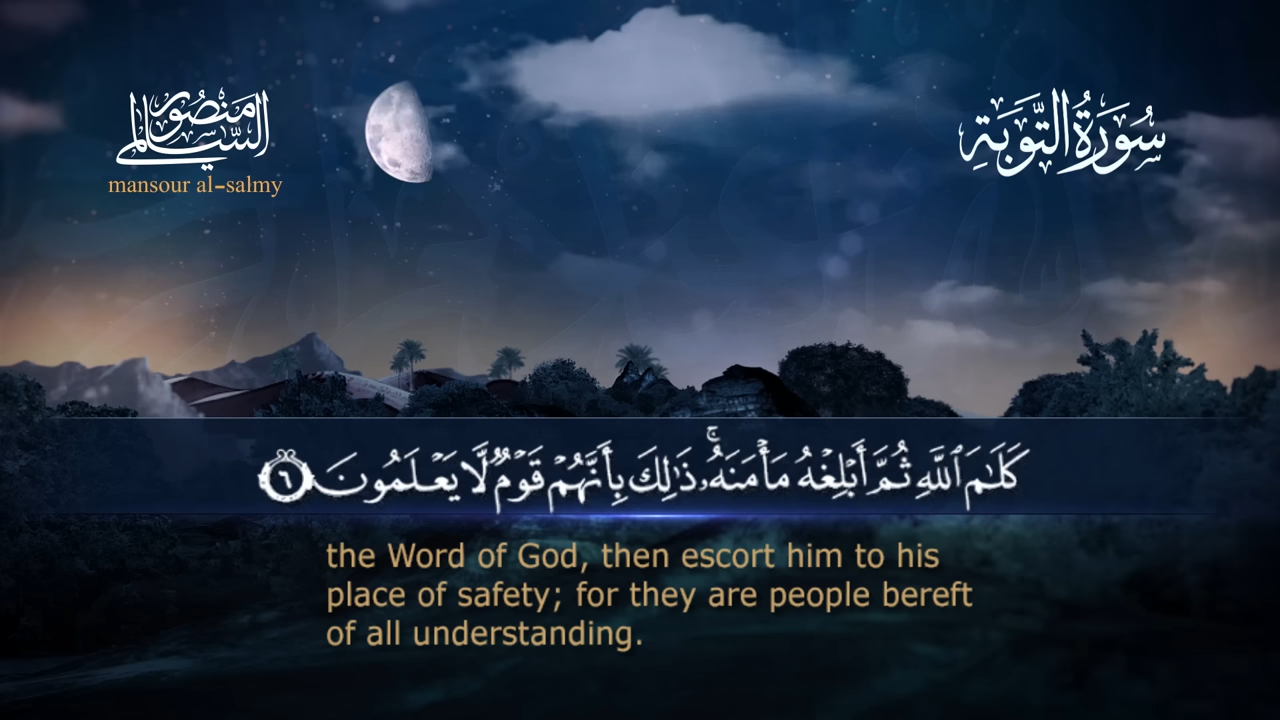 منصور السالمي
mansour al-salmy
سُورَةُ التَّوْبَةِ
كَلَٰمَ ٱللَّهِ ثُمَّ أَبْلِغْهُ مَأْمَنَهُۥۚ ذَٰلِكَ بِأَنَّهُمْ قَوْمٌ لَّا يَعْلَمُونَ ٦
the Word of God, then escort him to his
place of safety; for they are people bereft
of all understanding.